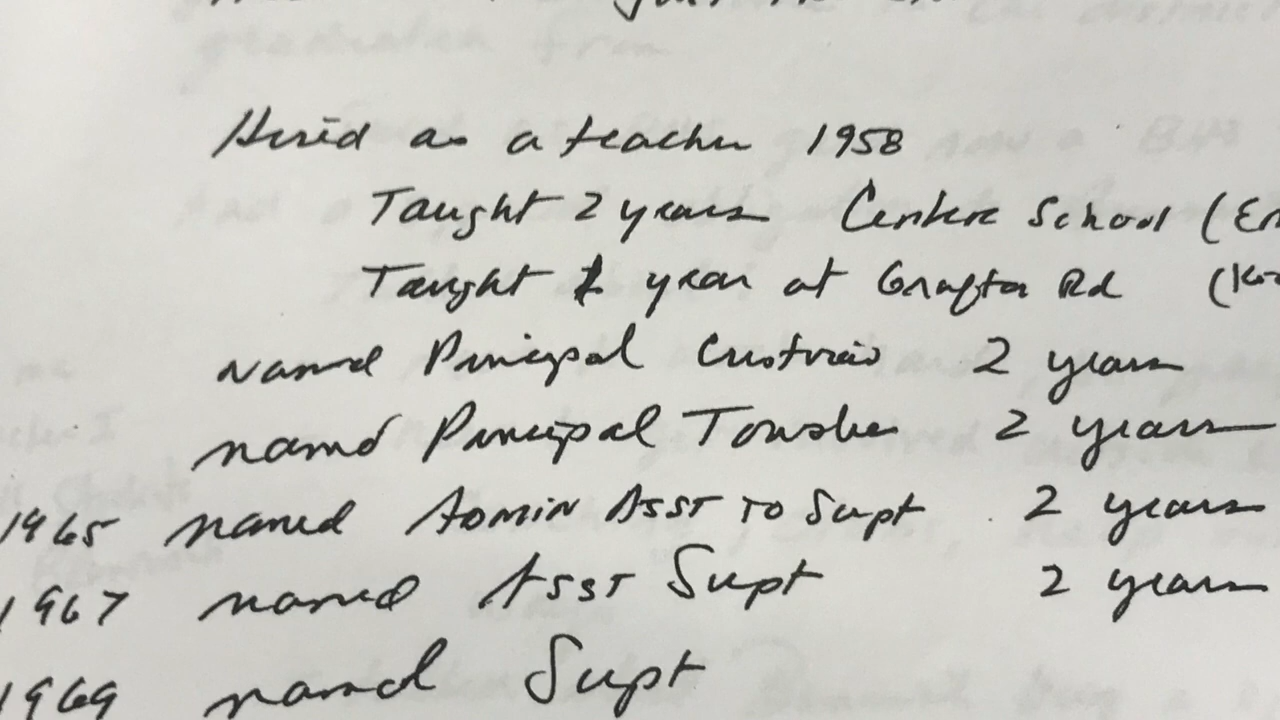 Hired as a teacher 1958
Taught 2 years Centre School (
Taught 1 year at Grafton Rd (
named Principal 2 years
named Principal 2 years
1965 named Admin Asst to Supt 2 years
1967 named Asst Supt 2 years
1969 named Supt